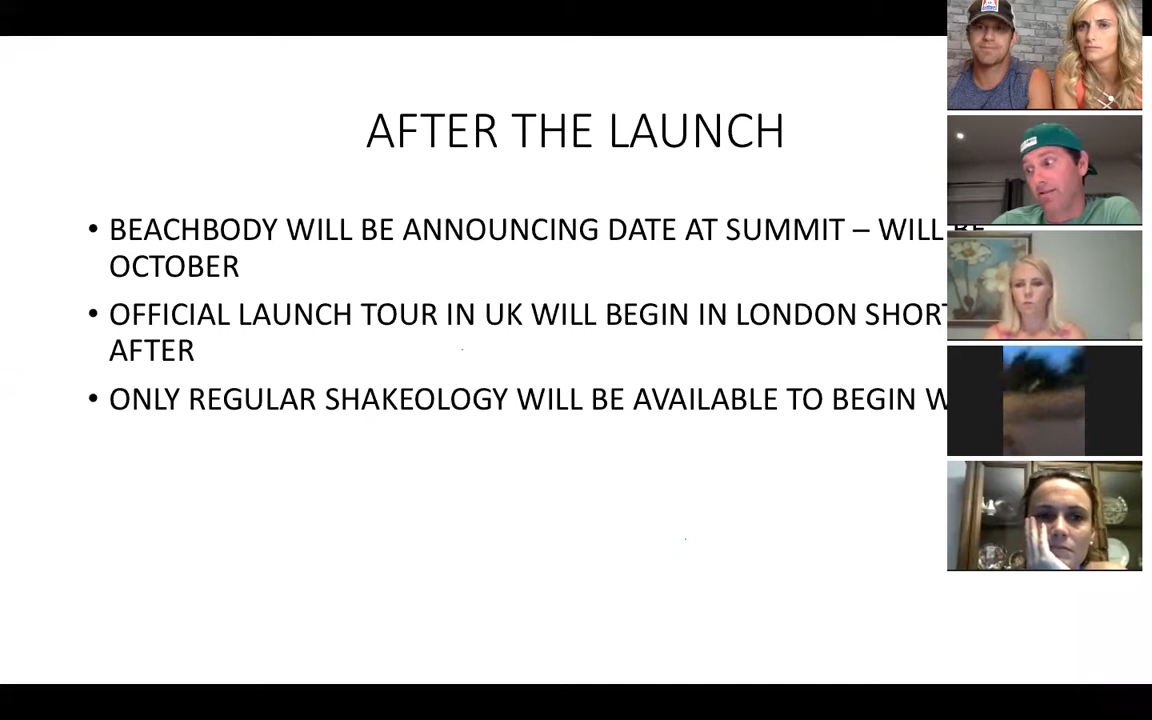 AFTER THE LAUNCH
• BEACHBODY WILL BE ANNOUNCING DATE AT SUMMIT – WILL BE
OCTOBER
• OFFICIAL LAUNCH TOUR IN UK WILL BEGIN IN LONDON
AFTER
• ONLY REGULAR SHAKEOLOGY WILL BE AVAILABLE TO BEGIN